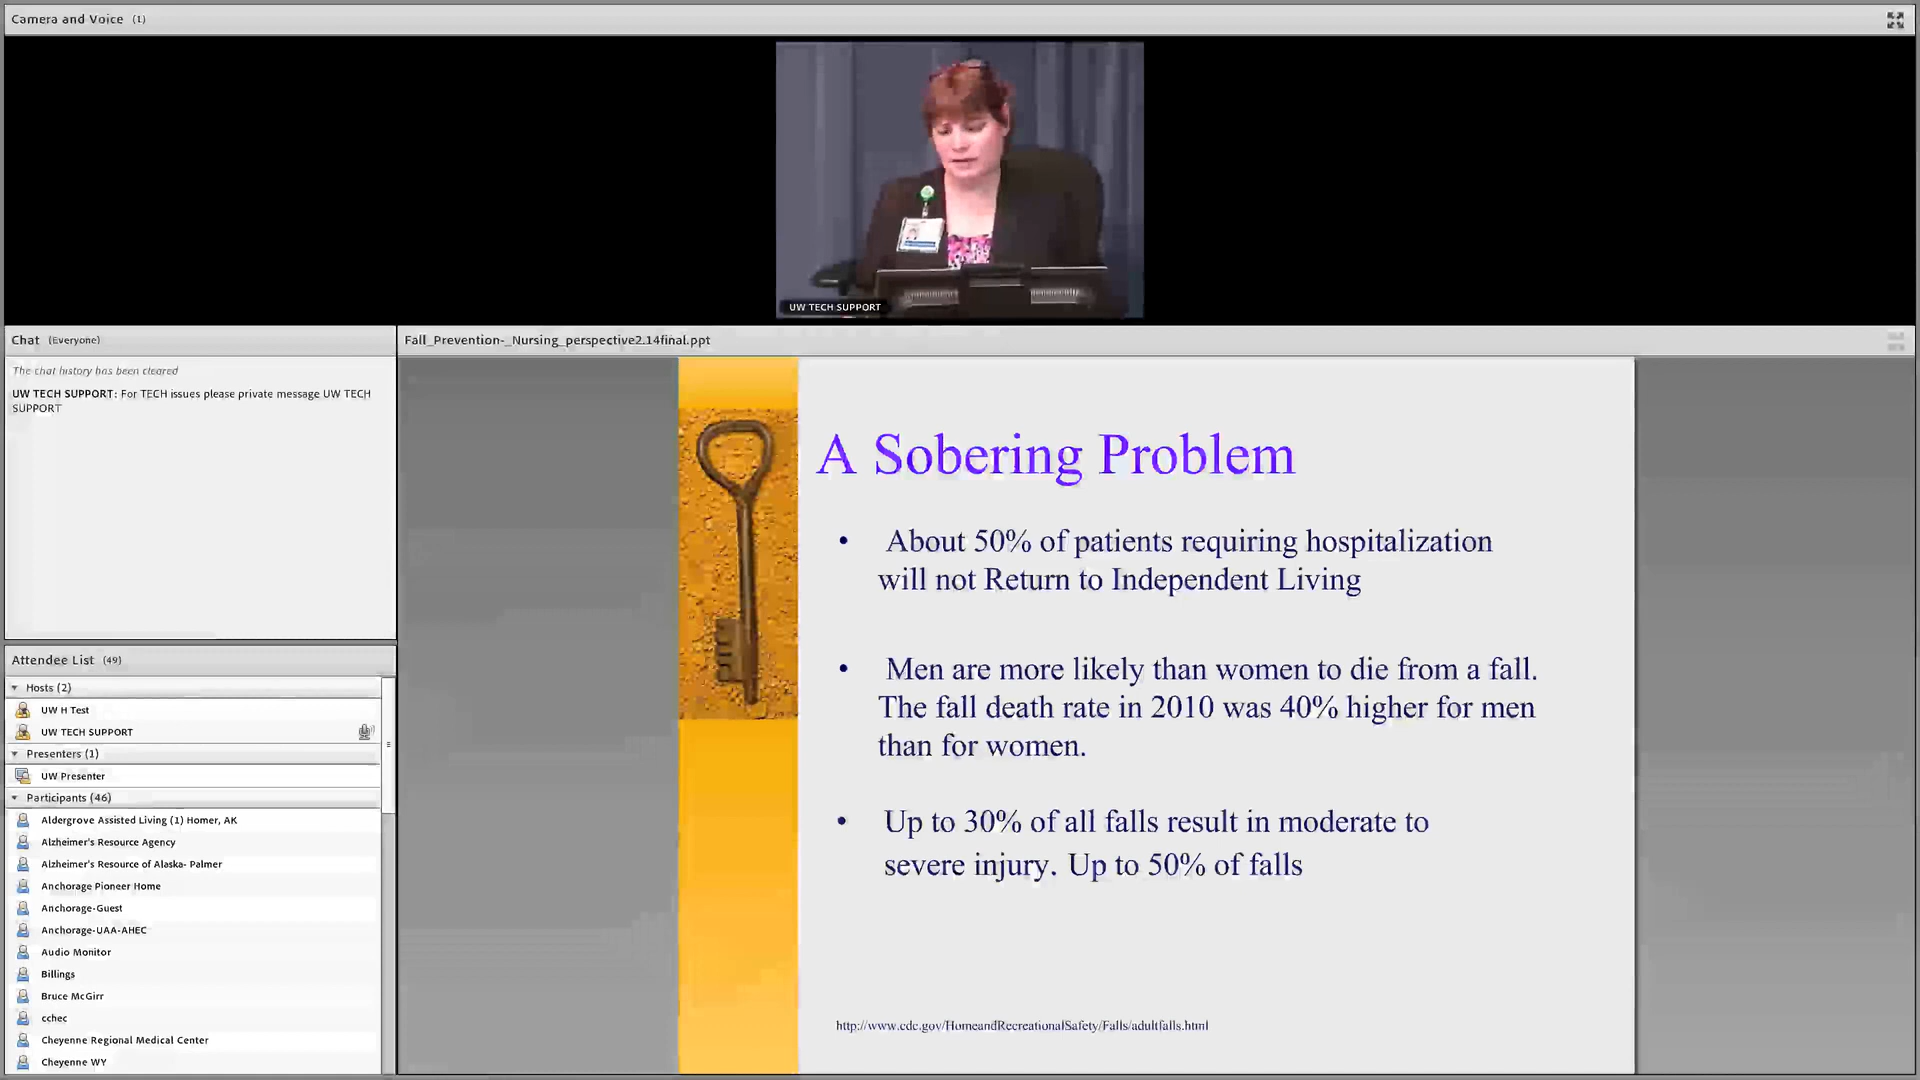 Camera and Voice (1)
UW TECH SUPPORT
Chat (Everyone)
The chat history has been cleared
UW TECH SUPPORT: For TECH issues please private message UW TECH
SUPPORT
Attendee List (49)
Hosts (2)
UW H Test
UW TECH SUPPORT
Presenters (1)
UW Presenter
Participants (46)
Aldergrove Assisted Living (1) Homer, AK
Alzheimer's Resource Agency
Alzheimer's Resource of Alaska- Palmer
Anchorage Pioneer Home
Anchorage-Guest
Anchorage-UAA-AHEC
Audio Monitor
Billings
Bruce McGirr
cchec
Cheyenne Regional Medical Center
Cheyenne WY
Fall_Prevention-_Nursing_perspective2.14final.ppt
A Sobering Problem
• About 50% of patients requiring hospitalization
will not Return to Independent Living
• Men are more likely than women to die from a fall.
The fall death rate in 2010 was 40% higher for men
than for women.
• Up to 30% of all falls result in moderate to
severe injury. Up to 50% of falls
http://www.cdc.gov/HomeandRecreationalSafety/Falls/adultfalls.html